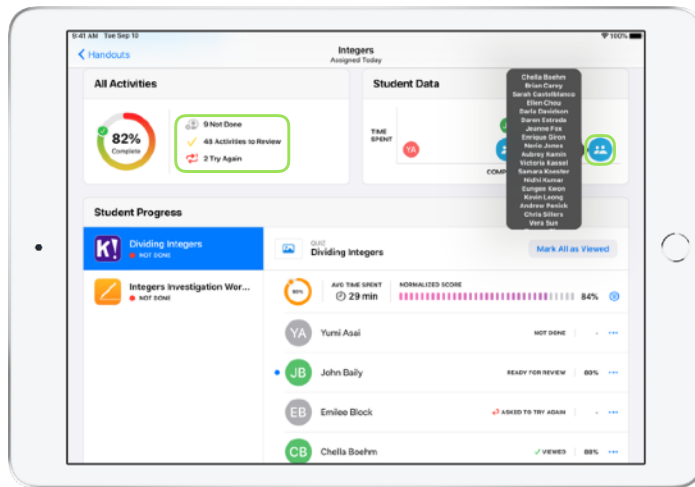 9:41 AM Tue Sep 10
100%
Handouts
Integers
Assigned Today
All Activities
82%
Complete
9 Not Done
48 Activities to Review
2 Try Again
Student Data
TIME
SPENT
YA
Chella Boehm
Brian Carey
Sarah Castelblanco
Ellen Chou
Darla Davidson
Daren Estrada
Jeanne Fox
Enrique Giron
Neria Jones
Aubrey Kamin
Victoria Kassel
Samara Koester
Nidhi Kumar
Eungee Kwon
Kevin Leong
Andrew Penick
Chris Sillers
Vera Sun
Student Progress
K!
Dividing Integers
NOT DONE
Integers Investigation Wor...
NOT DONE
QUIZ
Dividing Integers
Mark All as Viewed
AVG TIME SPENT
29 min
NORMALIZED SCORE
84%
YA
Yumi Asai
NOT DONE
-
JB
John Baily
READY FOR REVIEW
88%
EB
Emilee Block
ASKED TO TRY AGAIN
-
CB
Chella Boehm
VIEWED
88%